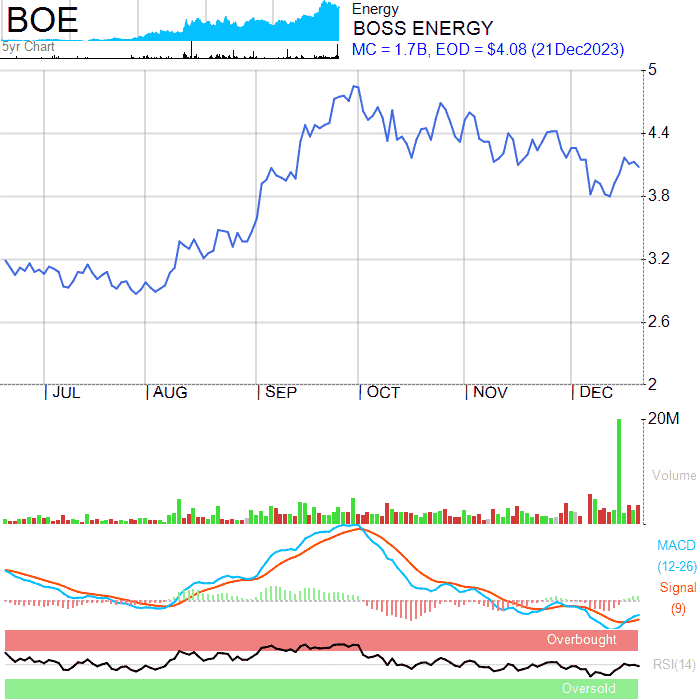 BOE
5yr Chart
Energy
BOSS ENERGY
MC = 1.7B, EOD = $4.08 (21Dec2023)
5
4.4
3.8
3.2
2.6
2
JUL AUG SEP OCT NOV DEC
20M
Volume
MACD
(12-26)
Signal
(9)
Overbought
RSI(14)
Oversold